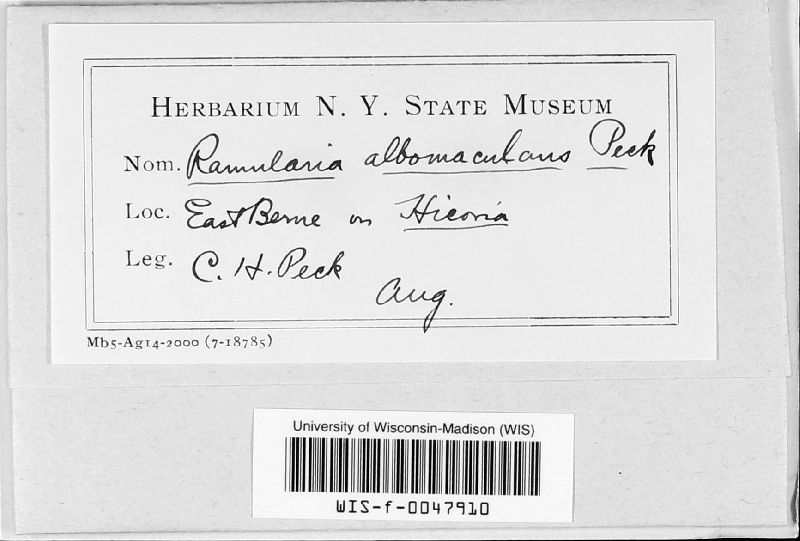 HERBARIUM N. Y. STATE MUSEUM
Nom. Ramularia albomaculans Peck
Loc. East Berne on Hicoria
Leg. C. H. Peck
Aug.
Mb5-Ag14-2000 (7-18785)
University of Wisconsin-Madison (WIS)
WIS-f-0047910